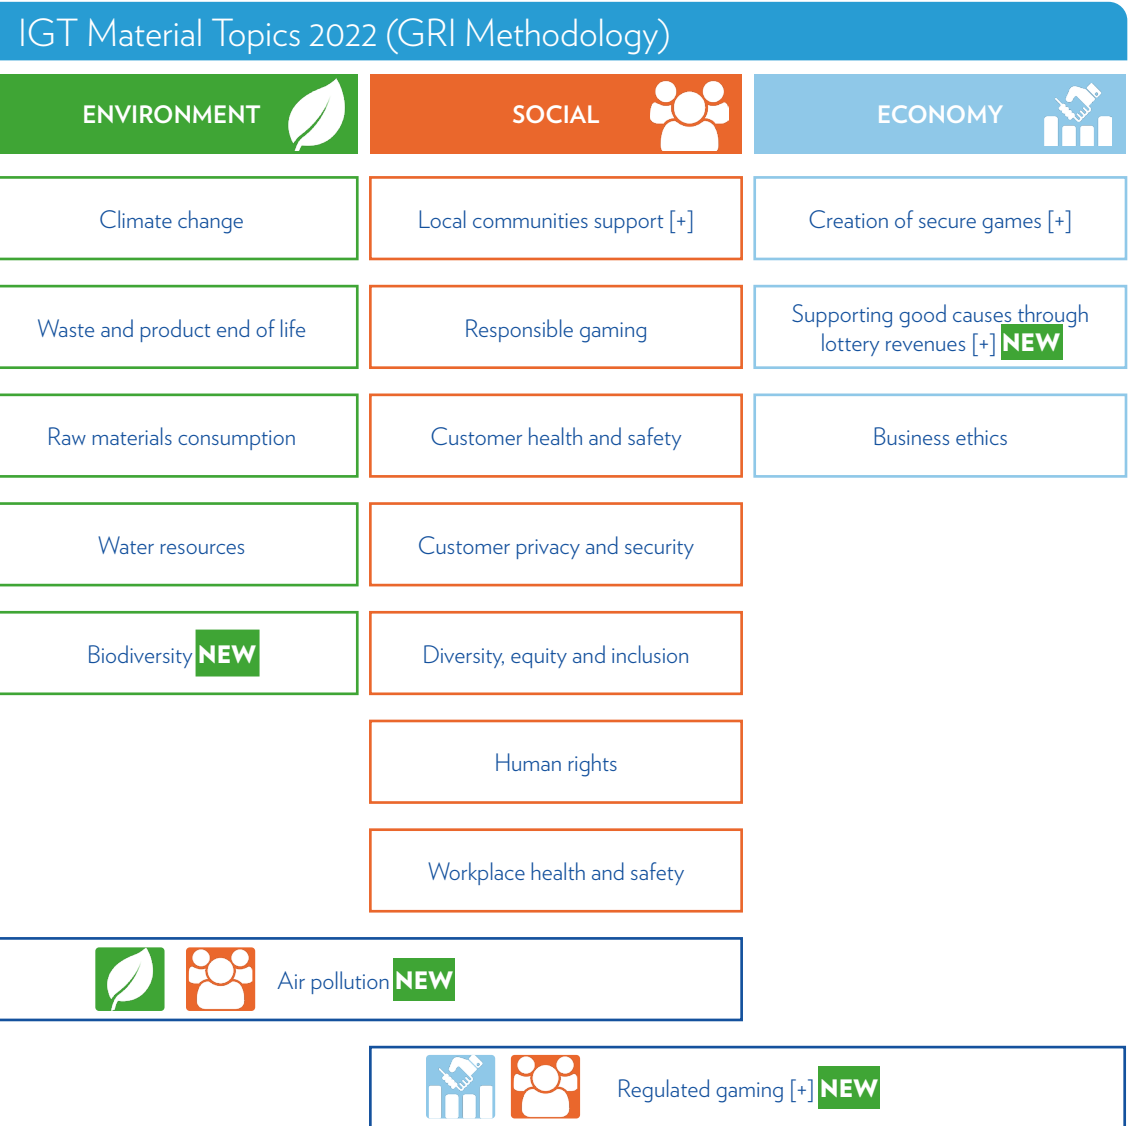 IGT Material Topics 2022 (GRI Methodology)
ENVIRONMENT
SOCIAL
ECONOMY
Climate change
Local communities support [+]
Creation of secure games [+]
Waste and product end of life
Responsible gaming
Supporting good causes through
lottery revenues [+] NEW
Raw materials consumption
Customer health and safety
Business ethics
Water resources
Customer privacy and security
Biodiversity NEW
Diversity, equity and inclusion
Human rights
Workplace health and safety
Air pollution NEW
Regulated gaming [+] NEW